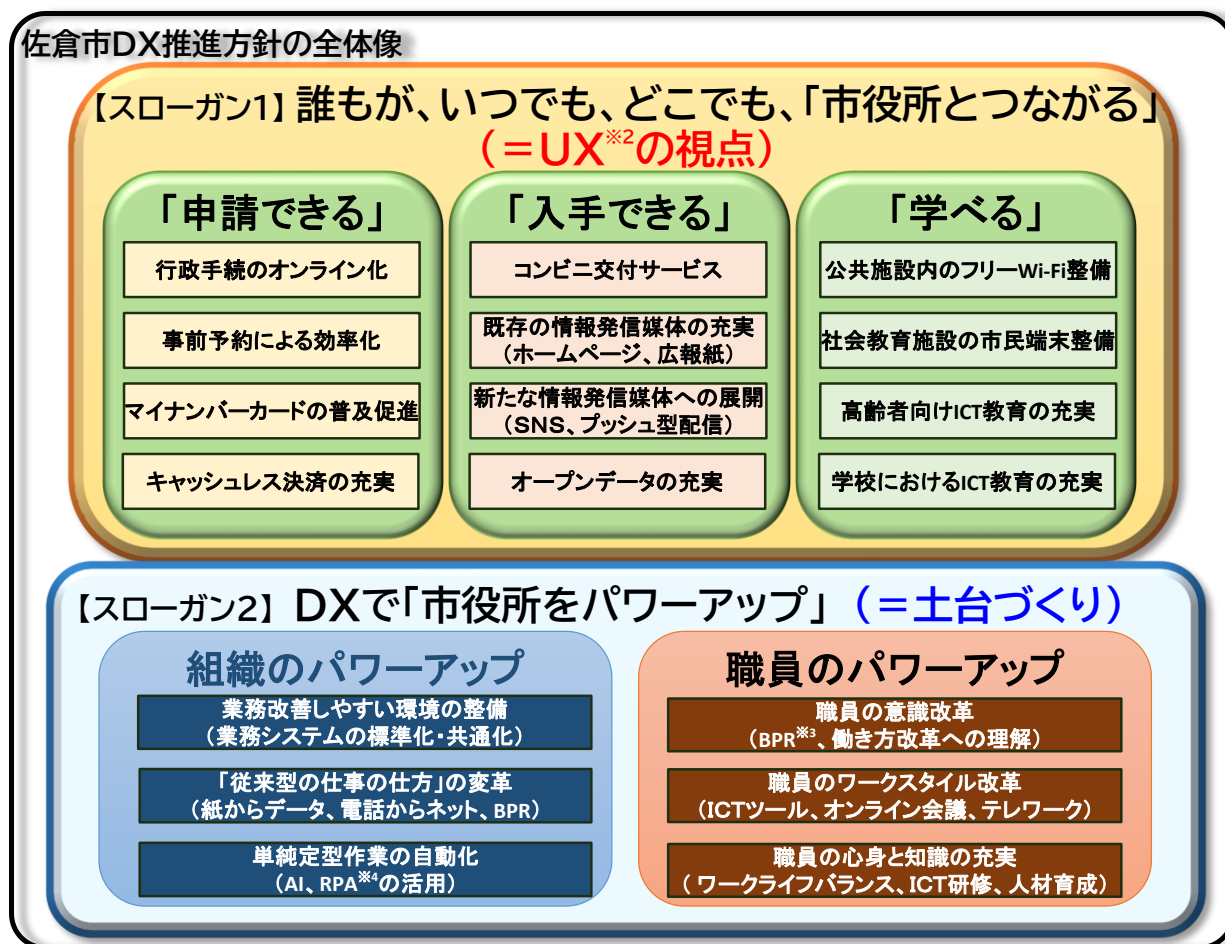 佐倉市DX推進方針の全体像
【スローガン1】誰もが、いつでも、どこでも、「市役所とつながる」
(=UX※2の視点)
「申請できる」
行政手続のオンライン化
事前予約による効率化
マイナンバーカードの普及促進
キャッシュレス決済の充実
「入手できる」
コンビニ交付サービス
既存の情報発信媒体の充実
(ホームページ、広報紙)
新たな情報発信媒体への展開
(SNS、プッシュ型配信)
オープンデータの充実
「学べる」
公共施設内のフリーWi-Fi整備
社会教育施設の市民端末整備
高齢者向けICT教育の充実
学校におけるICT教育の充実
【スローガン2】DXで「市役所をパワーアップ」(=土台づくり)
組織のパワーアップ
業務改善しやすい環境の整備
(業務システムの標準化・共通化)
「従来型の仕事の仕方」の変革
(紙からデータ、電話からネット、BPR)
単純定型作業の自動化
(AI、RPA※4の活用)
職員のパワーアップ
職員の意識改革
(BPR※3、働き方改革への理解)
職員のワークスタイル改革
(ICTツール、オンライン会議、テレワーク)
職員の心身と知識の充実
(ワークライフバランス、ICT研修、人材育成)